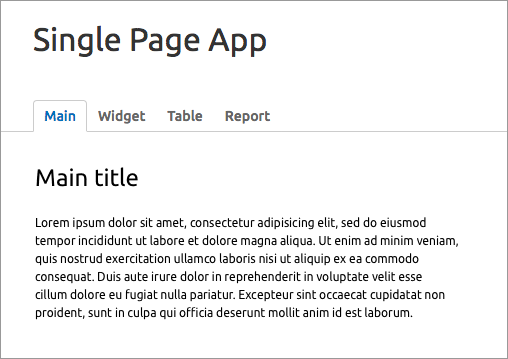 Single Page App
Main Widget Table Report
Main title
Lorem ipsum dolor sit amet, consectetur adipisicing elit, sed do eiusmod
tempor incididunt ut labore et dolore magna aliqua. Ut enim ad minim veniam,
quis nostrud exercitation ullamco laboris nisi ut aliquip ex ea commodo
consequat. Duis aute irure dolor in reprehenderit in voluptate velit esse
cillum dolore eu fugiat nulla pariatur. Excepteur sint occaecat cupidatat non
proident, sunt in culpa qui officia deserunt mollit anim id est laborum.